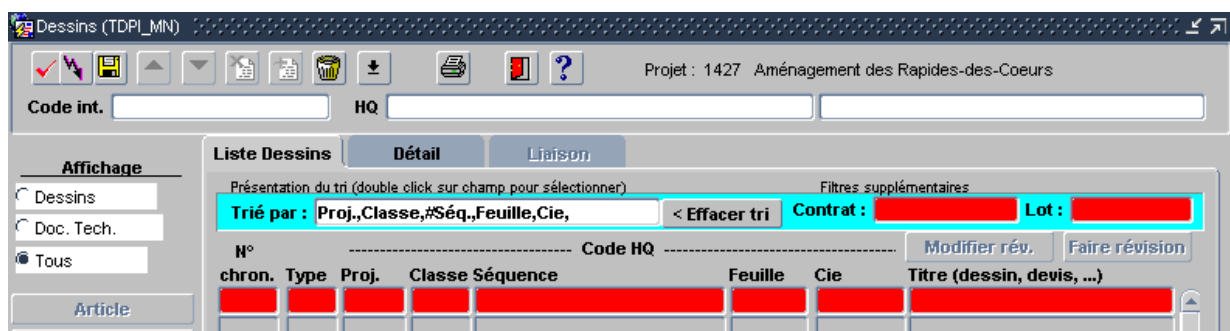 Dessins (TDPI_MN)
Projet : 1427 Aménagement des Rapides-des-Coeurs
Code int. HQ
Liste Dessins Détail Liaison
Affichage
Présentation du tri (double click sur champ pour sélectionner) Filtres supplémentaires
Dessins
Trié par : Proj.,Classe,#Séq.,Feuille,Cie, < Effacer tri Contrat : Lot :
Doc. Tech.
N° ---- Code HQ ---- Modifier rév. Faire révision
Tous
chron. Type Proj. Classe Séquence Feuille Cie Titre (dessin, devis, ...)
Article